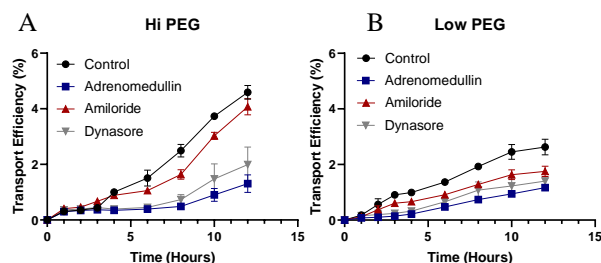 A
Hi PEG
Transport Efficiency (%)
6
4
2
0
Control
Adrenomedullin
Amiloride
Dynasore
0 5 10 15
Time (Hours)
B
Low PEG
Transport Efficiency (%)
6
4
2
0
Control
Adrenomedullin
Amiloride
Dynasore
0 5 10 15
Time (Hours)